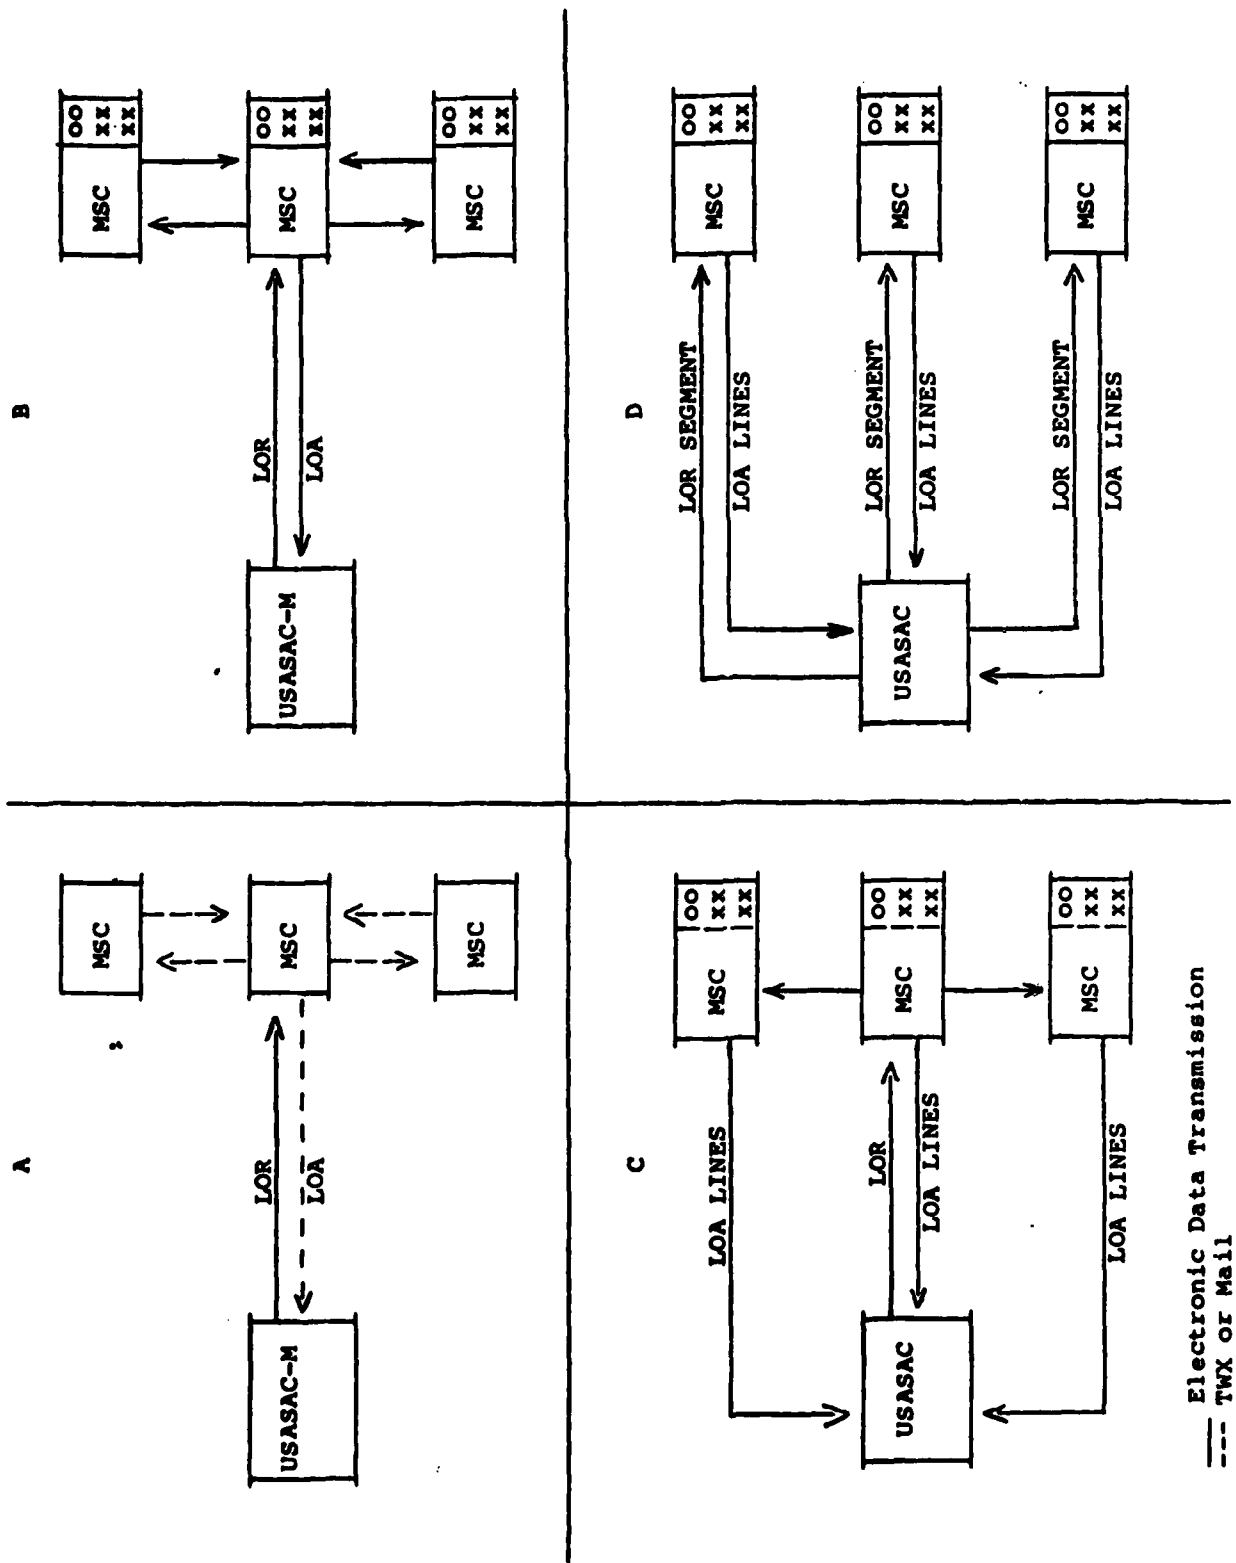 A
USASAC-M
LOR
LOA
MSC
MSC
MSC
B
USASAC-M
LOR
LOA
MSC
OO
XX
XX
MSC
OO
XX
XX
MSC
OO
XX
XX
C
USASAC
LOA LINES
LOR
LOA LINES
LOA LINES
MSC
OO
XX
XX
MSC
OO
XX
XX
MSC
OO
XX
XX
D
USASAC
LOR SEGMENT
LOA LINES
LOR SEGMENT
LOA LINES
LOR SEGMENT
LOA LINES
MSC
OO
XX
XX
MSC
OO
XX
XX
MSC
OO
XX
XX
Electronic Data Transmission
--- TWX or Mail